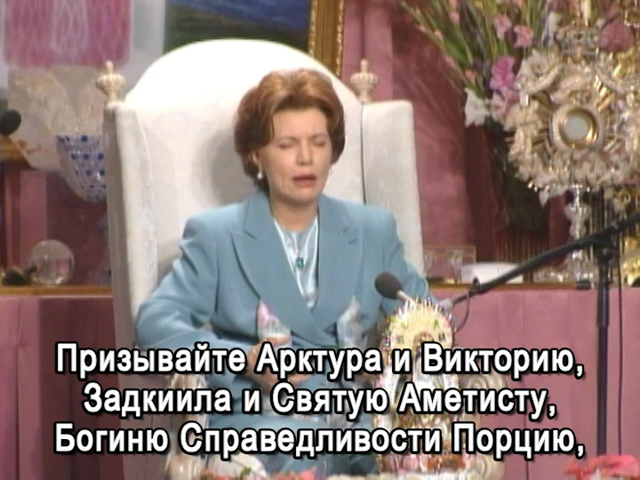 Призывайте Арктура и Викторию,
Задкиила и Святую Аметисту,
Богиню Справедливости Порцию,